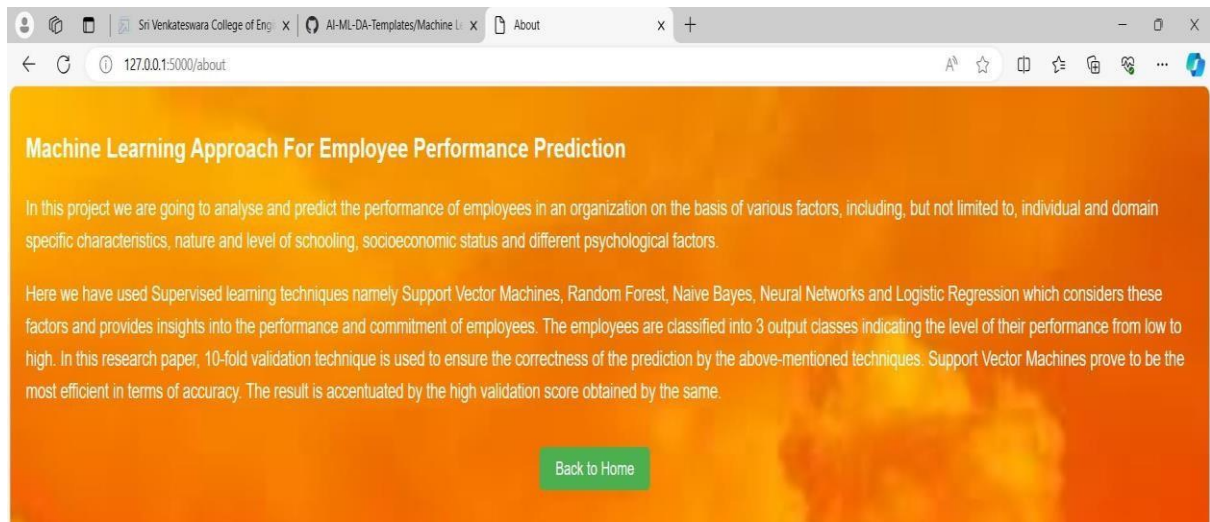 Sri Venkateswara College of Eng
AI-ML-DA-Templates/Machine Le
About
127.0.0.1:5000/about
Machine Learning Approach For Employee Performance Prediction
In this project we are going to analyse and predict the performance of employees in an organization on the basis of various factors, including, but not limited to, individual and domain
specific characteristics, nature and level of schooling, socioeconomic status and different psychological factors.
Here we have used Supervised learning techniques namely Support Vector Machines, Random Forest, Naive Bayes, Neural Networks and Logistic Regression which considers these
factors and provides insights into the performance and commitment of employees. The employees are classified into 3 output classes indicating the level of their performance from low to
high. In this research paper, 10-fold validation technique is used to ensure the correctness of the prediction by the above-mentioned techniques. Support Vector Machines prove to be the
most efficient in terms of accuracy. The result is accentuated by the high validation score obtained by the same.
Back to Home